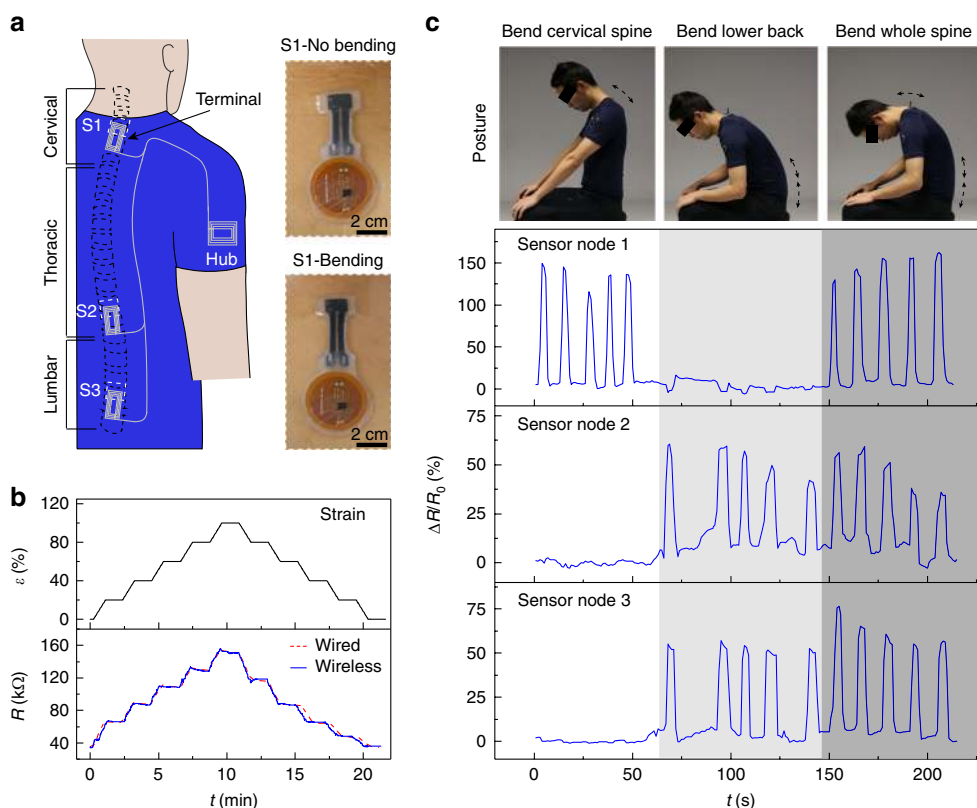 a
S1-No bending
Cervical
S1
Terminal
Thoracic
Hub
2 cm
S1-Bending
S2
Lumbar
S3
2 cm
b
120
80
40
0
ε (%)
Strain
160
120
80
40
R (kΩ)
Wired
Wireless
0 5 10 15 20
t (min)
c
Bend cervical spine Bend lower back Bend whole spine
Posture
Sensor node 1
150
100
50
0
Sensor node 2
75
50
25
0
ΔR/R0 (%)
Sensor node 3
75
50
25
0
0 50 100 150 200
t (s)